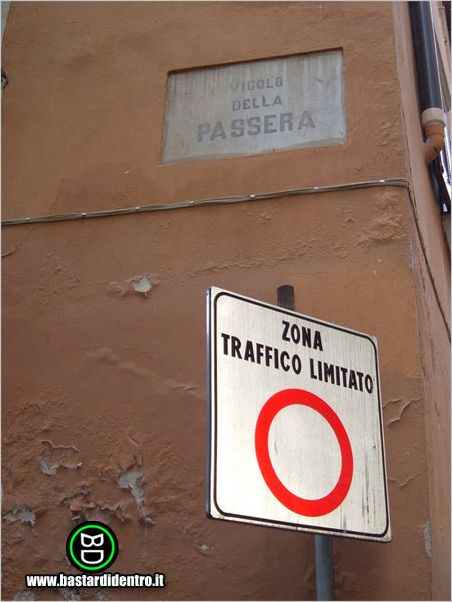 VICOLO
DELLA
PASSERA
ZONA
TRAFFICO LIMITATO
www.bastardidentro.it